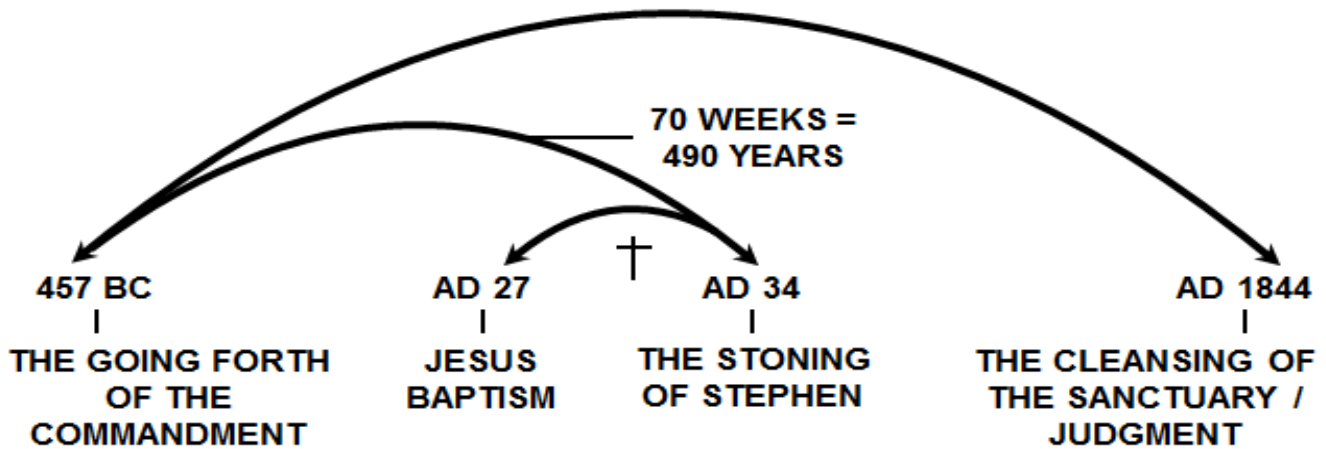 70 WEEKS =
490 YEARS
457 BC
AD 27
AD 34
AD 1844
THE GOING FORTH
OF THE
COMMANDMENT
JESUS
BAPTISM
THE STONING
OF STEPHEN
THE CLEANSING OF
THE SANCTUARY /
JUDGMENT